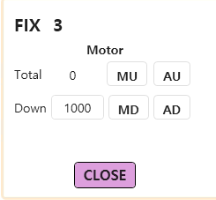 FIX 3
Motor
Total 0 MU AU
Down 1000 MD AD
CLOSE